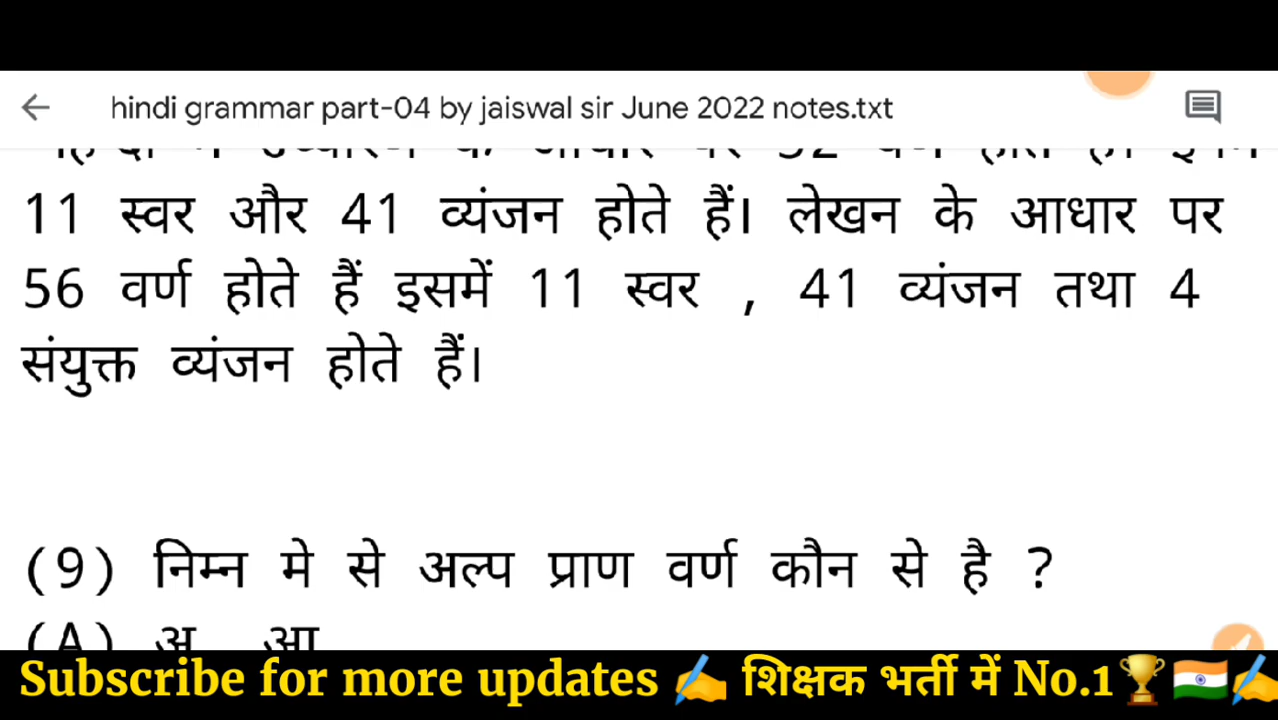 hindi grammar part-04 by jaiswal sir June 2022 notes.txt
11 स्वर और 41 व्यंजन होते हैं। लेखन के आधार पर
56 वर्ण होते हैं इसमें 11 स्वर , 41 व्यंजन तथा 4
संयुक्त व्यंजन होते हैं।
(9) निम्न मे से अल्प प्राण वर्ण कौन से है ?
(A) अ आ
Subscribe for more updates ✍️ शिक्षक भर्ती में No.1🏆🇮🇳✍️